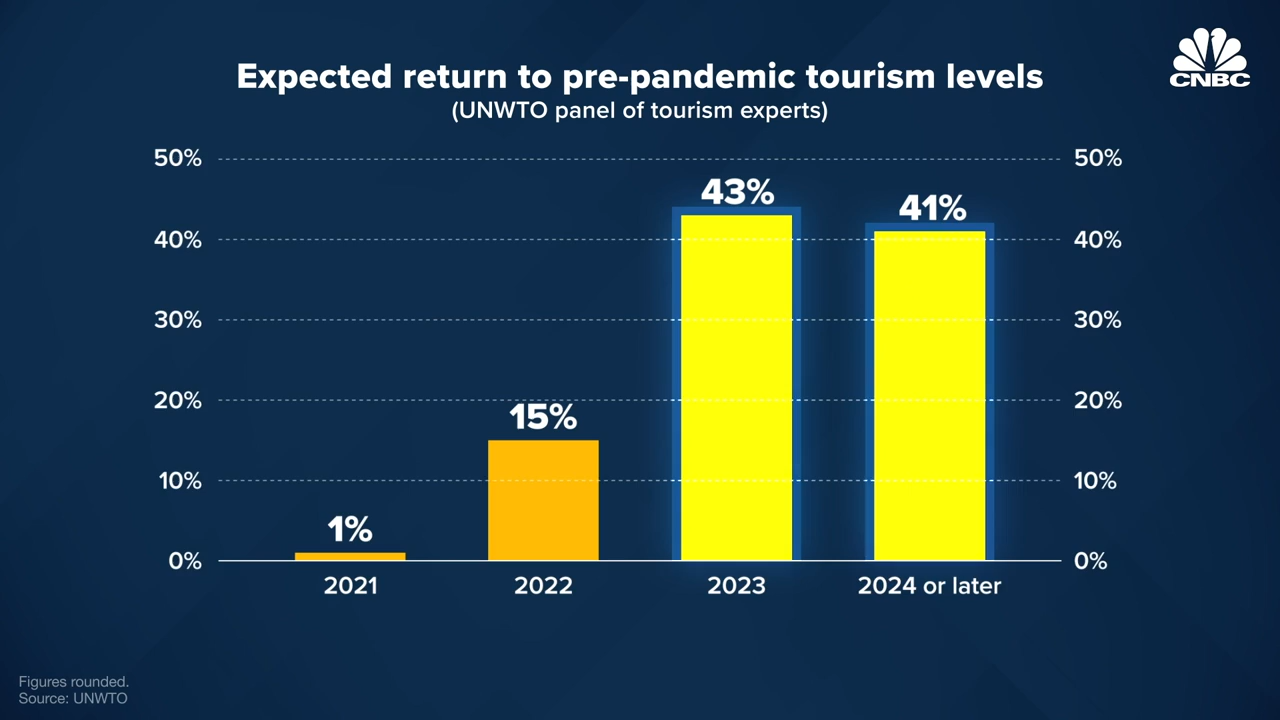 CNBC
Expected return to pre-pandemic tourism levels
(UNWTO panel of tourism experts)
50% 50%
43%
41%
40% 40%
30% 30%
20% 20%
15%
10% 10%
1%
0% 0%
2021 2022 2023 2024 or later
Figures rounded.
Source: UNWTO